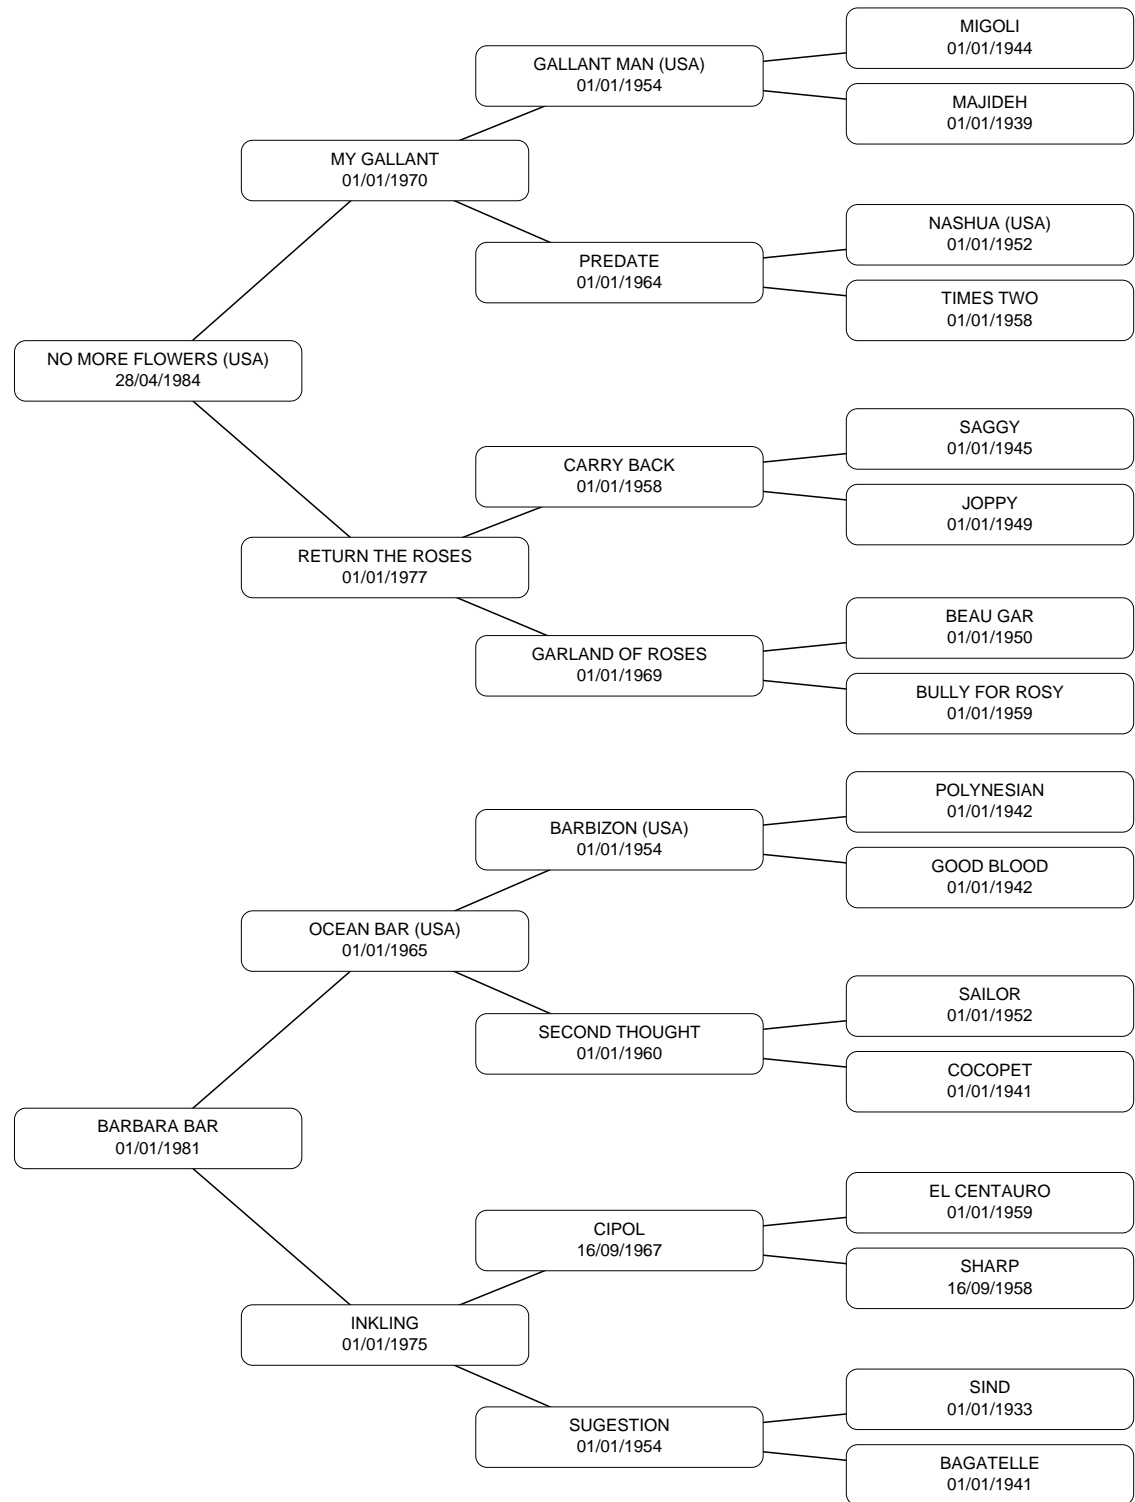 MIGOLI
01/01/1944
GALLANT MAN (USA)
01/01/1954
MAJIDEH
01/01/1939
MY GALLANT
01/01/1970
NASHUA (USA)
01/01/1952
PREDATE
01/01/1964
TIMES TWO
01/01/1958
NO MORE FLOWERS (USA)
28/04/1984
SAGGY
01/01/1945
CARRY BACK
01/01/1958
JOPPY
01/01/1949
RETURN THE ROSES
01/01/1977
BEAU GAR
01/01/1950
GARLAND OF ROSES
01/01/1969
BULLY FOR ROSY
01/01/1959
POLYNESIAN
01/01/1942
BARBIZON (USA)
01/01/1954
GOOD BLOOD
01/01/1942
OCEAN BAR (USA)
01/01/1965
SAILOR
01/01/1952
SECOND THOUGHT
01/01/1960
COCOPET
01/01/1941
BARBARA BAR
01/01/1981
EL CENTAURO
01/01/1959
CIPOL
16/09/1967
SHARP
16/09/1958
INKLING
01/01/1975
SIND
01/01/1933
SUGESTION
01/01/1954
BAGATELLE
01/01/1941